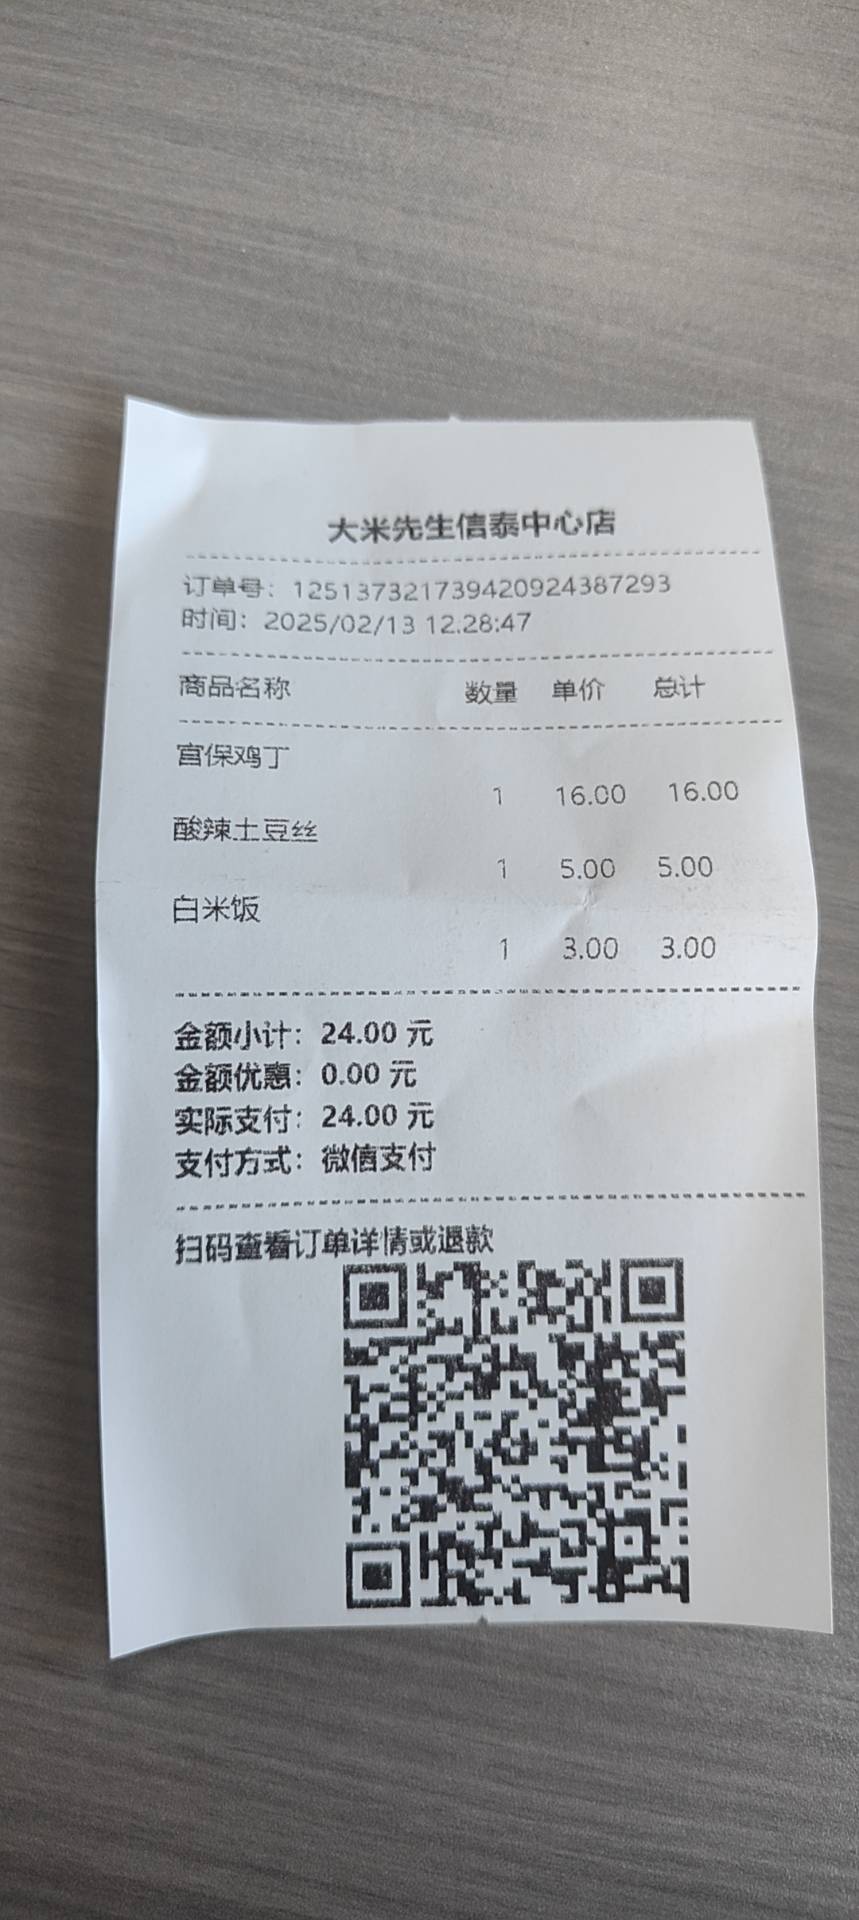 大米先生信泰中心店
订单号：1251373217394209243872​93
时间：2025/02/13 12:28:47
商品名称 数量 单价 总计
宫保鸡丁
1 16.00 16.00
酸辣土豆丝
1 5.00 5.00
白米饭
1 3.00 3.00
金额小计：24.00 元
金额优惠：0.00 元
实际支付：24.00 元
支付方式：微信支付
扫码查看订单详情或退款